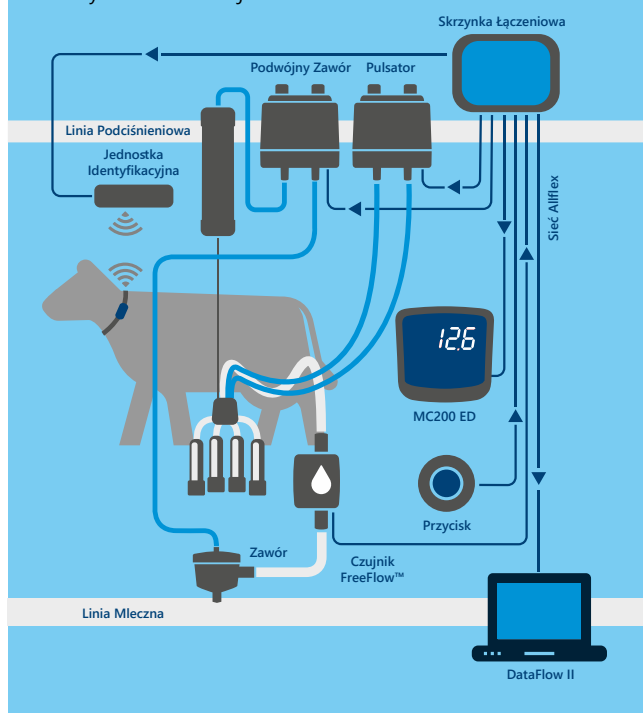 Skrzynka Łączeniowa
Podwójny Zawór
Pulsator
Linia Podciśnieniowa
Jednostka
Identyfikacyjna
Sieć Allflex
12.6
MC200 ED
Przycisk
Zawór
Czujnik
FreeFlow™
Linia Mleczna
DataFlow II